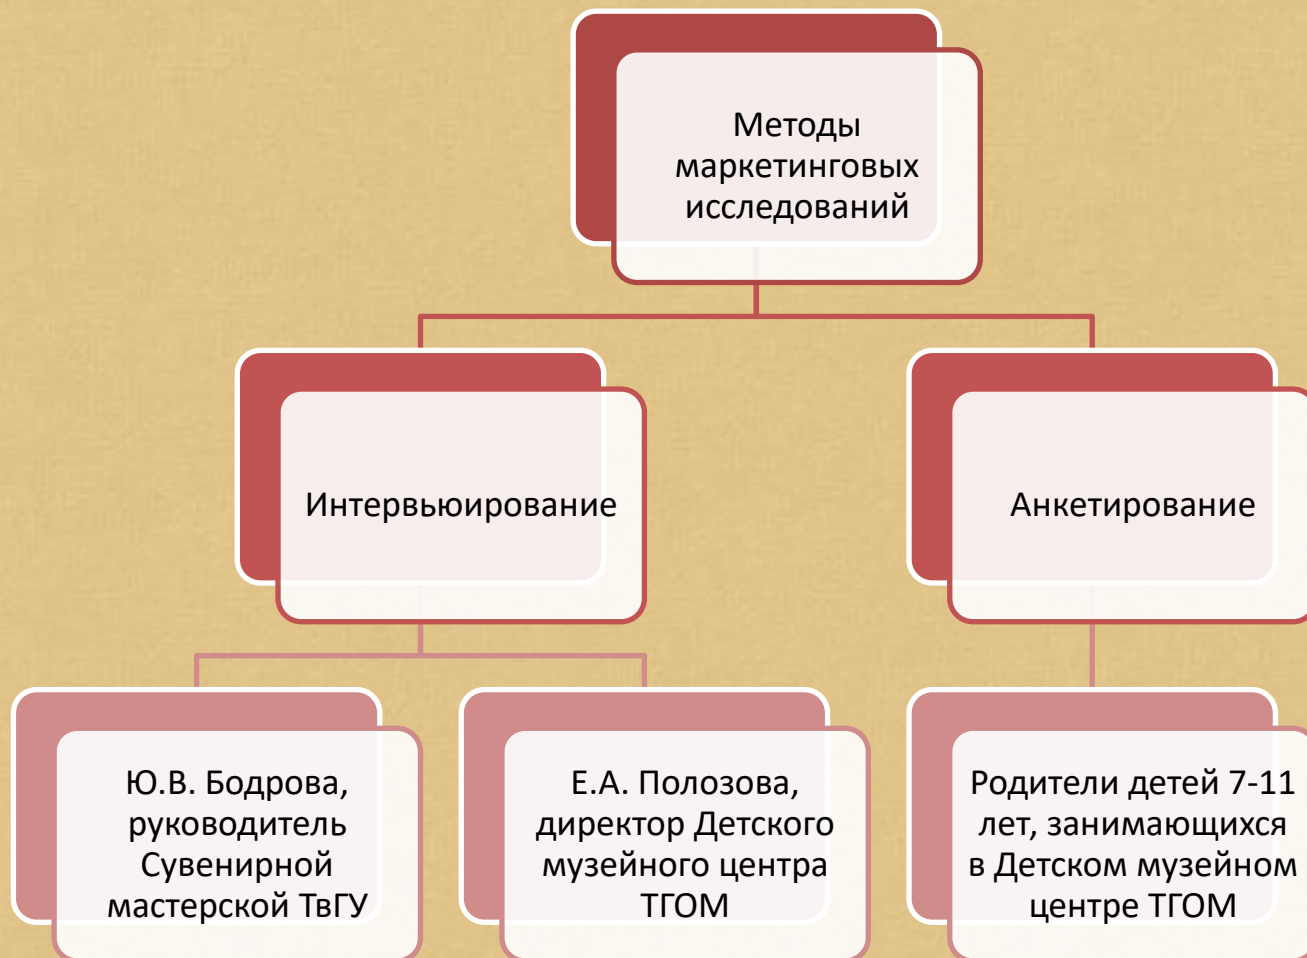 Методы
маркетинговых
исследований
Интервьюирование
Анкетирование
Ю.В. Бодрова,
руководитель
Сувенирной
мастерской ТвГУ
Е.А. Полозова,
директор Детского
музейного центра
ТГОМ
Родители детей 7-11
лет, занимающихся
в Детском музейном
центре ТГОМ